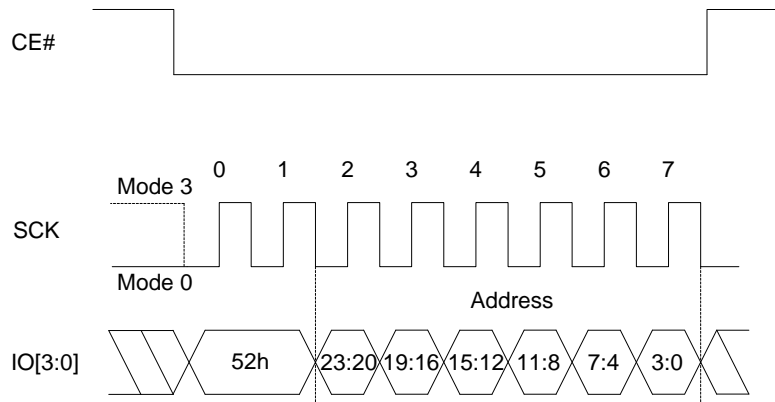 CE#
0 1 2 3 4 5 6 7
Mode 3
SCK
Mode 0
Address
IO[3:0] 52h 23:20 19:16 15:12 11:8 7:4 3:0